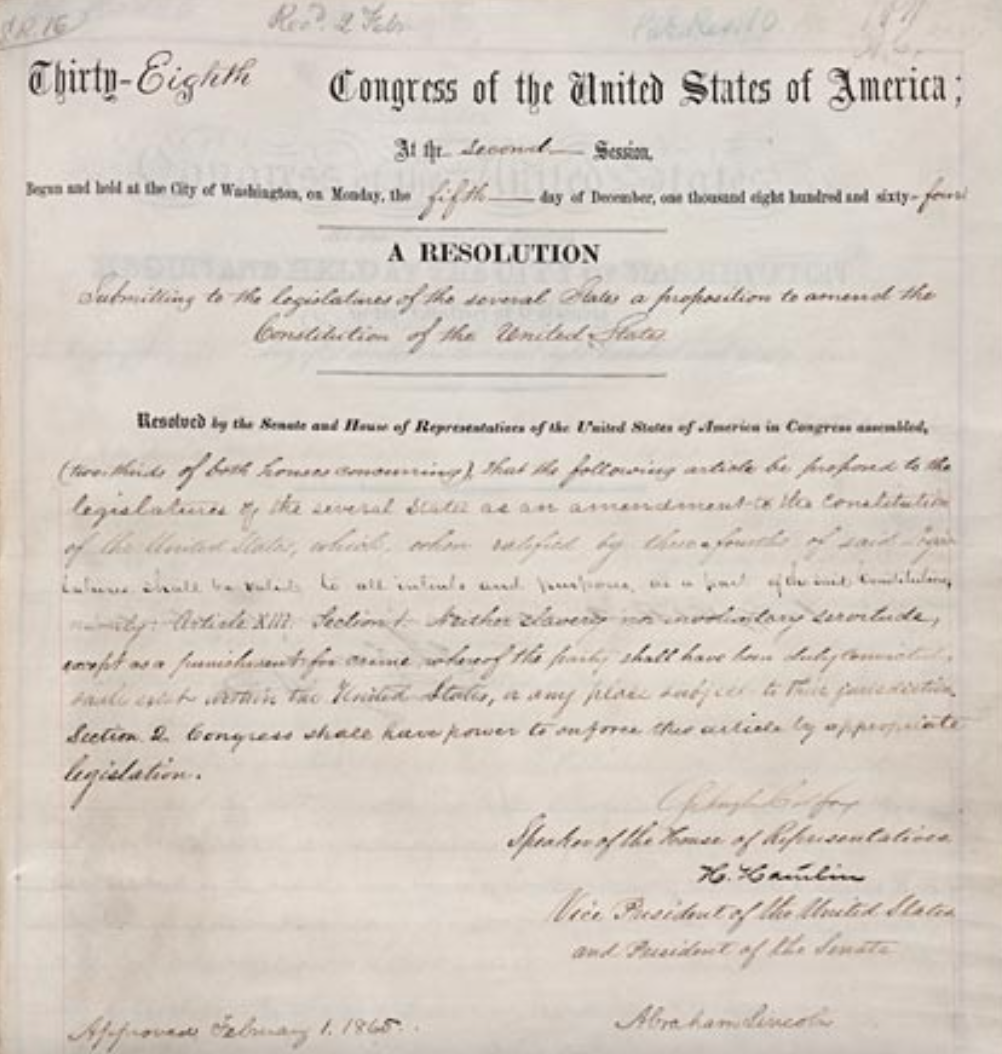 S.R. 16 Rec'd 2 Feby.
Thirty-Eighth Congress of the United States of America;
At the second Session,
Begun and held at the City of Washington, on Monday, the fifth day of December, one thousand eight hundred and sixty-four
A RESOLUTION
Submitting to the legislatures of the several States a proposition to amend the
Constitution of the United States.
Resolved by the Senate and House of Representatives of the United States of America in Congress assembled,
(two-thirds of both houses concurring), that the following article be proposed to the
legislatures of the several States as an amendment to the Constitution
of the United States, which, when ratified by three-fourths of said legis-
latures shall be valid, to all intents and purposes, as a part of the said Constitution,
namely: Article XIII. Section 1. Neither slavery nor involuntary servitude,
except as a punishment for crime whereof the party shall have been duly convicted,
shall exist within the United States, or any place subject to their jurisdiction.
Section 2. Congress shall have power to enforce this article by appropriate
legislation.
Schuyler Colfax
Speaker of the House of Representatives.
H. Hamlin
Vice President of the United States
and President of the Senate
Approved February 1. 1865. Abraham Lincoln